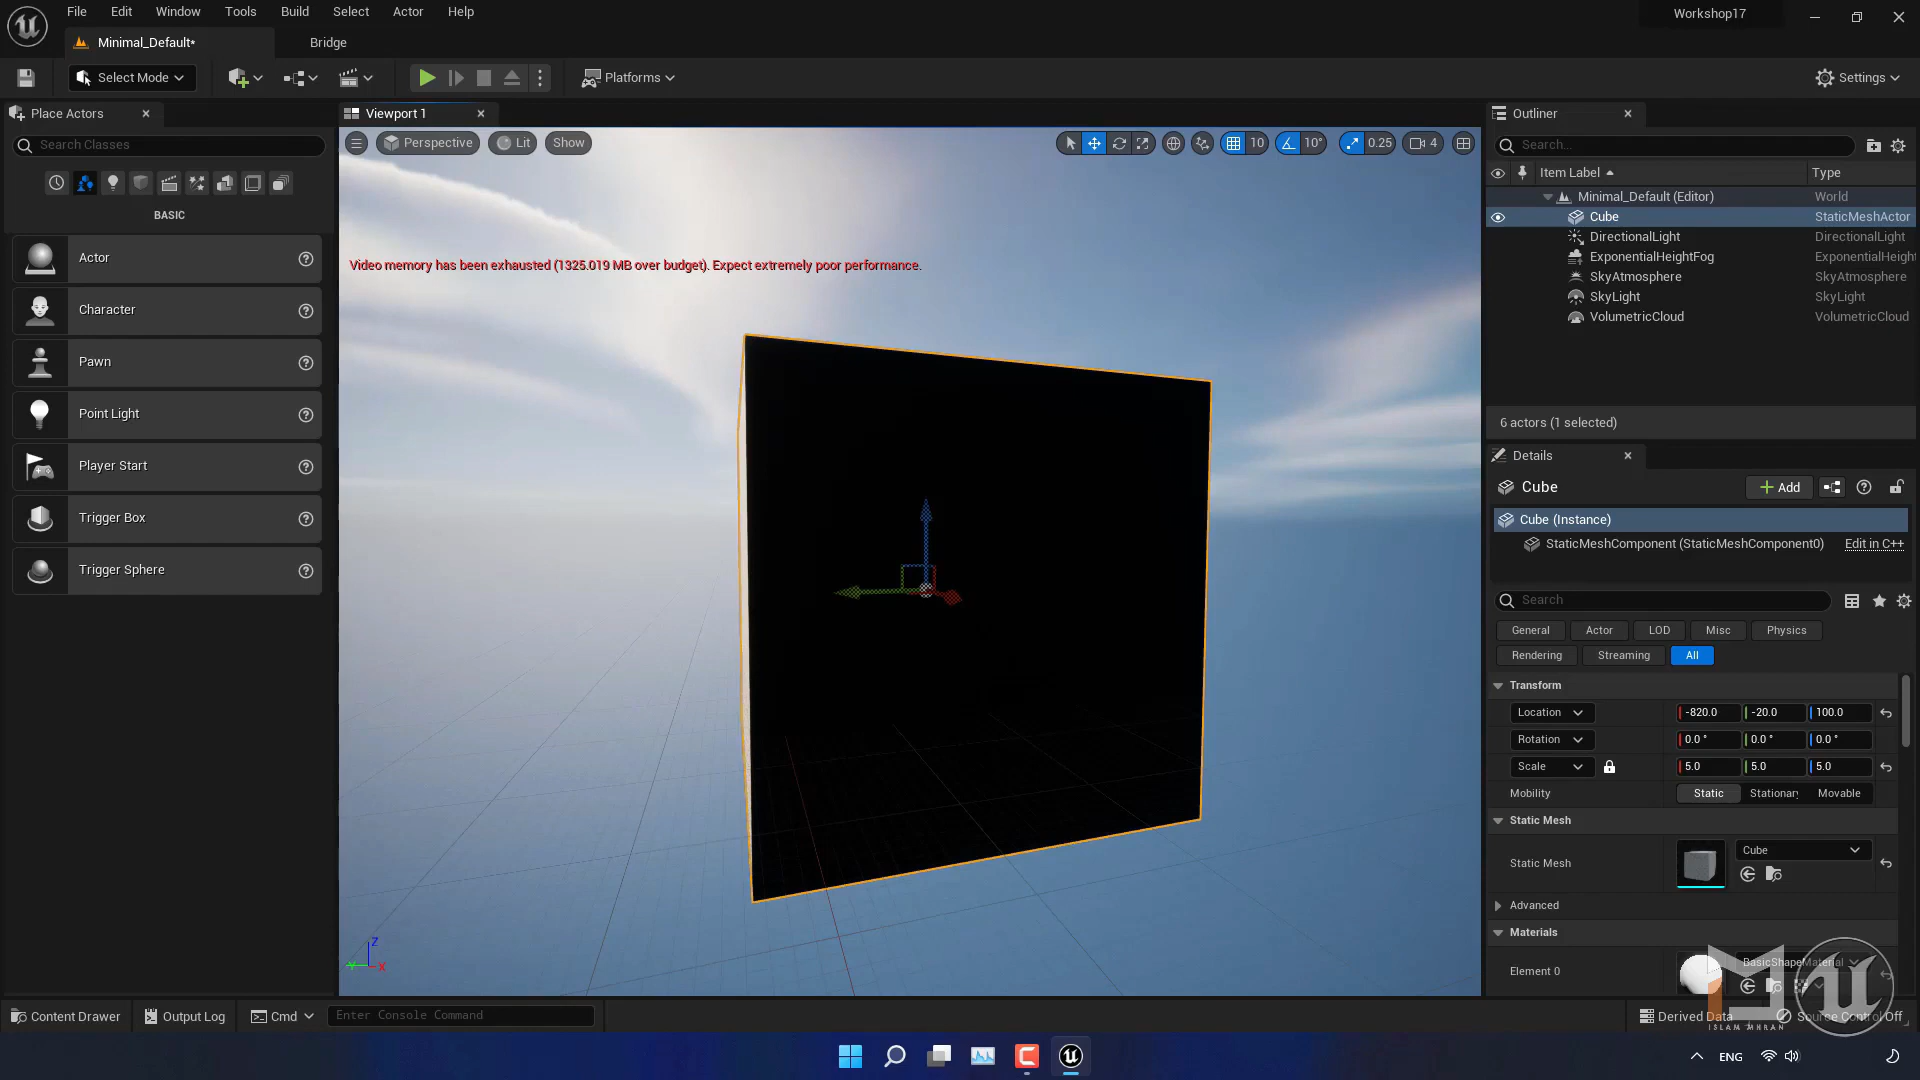 File Edit Window Tools Build Select Actor Help
Workshop17
Minimal_Default*
Bridge
Select Mode
Platforms
Settings
Place Actors
Viewport 1
Outliner
Search Classes
Perspective
Lit
Show
10
10°
0.25
4
Search...
Item Label
Type
BASIC
Minimal_Default (Editor)
World
Cube
StaticMeshActor
DirectionalLight
DirectionalLight
ExponentialHeightFog
ExponentialHeight
SkyAtmosphere
SkyAtmosphere
SkyLight
SkyLight
VolumetricCloud
VolumetricCloud
6 actors (1 selected)
Actor
Character
Pawn
Point Light
Player Start
Trigger Box
Trigger Sphere
Video memory has been exhausted (1325.019 MB over budget). Expect extremely poor performance.
Z
Y
X
Details
Cube
Add
Cube (Instance)
StaticMeshComponent (StaticMeshComponent0)
Edit in C++
Search
General
Actor
LOD
Misc
Physics
Rendering
Streaming
All
Transform
Location
-820.0
-20.0
100.0
Rotation
0.0 °
0.0 °
0.0 °
Scale
5.0
5.0
5.0
Mobility
Static
Stationary
Movable
Static Mesh
Static Mesh
Cube
Advanced
Materials
Element 0
BasicShapeMaterial
Content Drawer
Output Log
Cmd
Enter Console Command
Derived Data
Source Control Off
ISLAM MHRAN
ENG